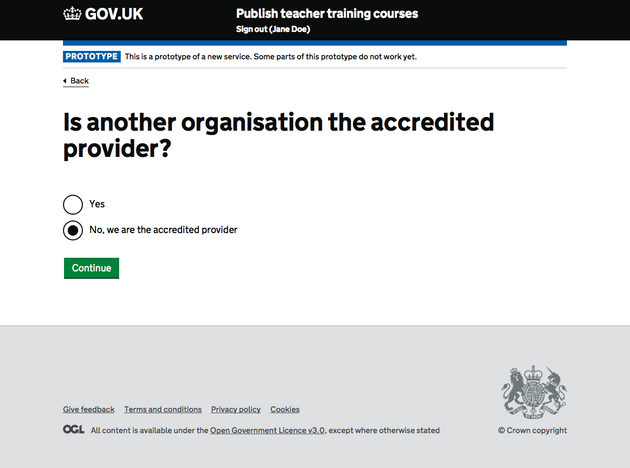 GOV.UK
Publish teacher training courses
Sign out (Jane Doe)
PROTOTYPE This is a prototype of a new service. Some parts of this prototype do not work yet.
Back
Is another organisation the accredited
provider?
Yes
No, we are the accredited provider
Continue
Give feedback Terms and conditions Privacy policy Cookies
OGL All content is available under the Open Government Licence v3.0, except where otherwise stated
© Crown copyright